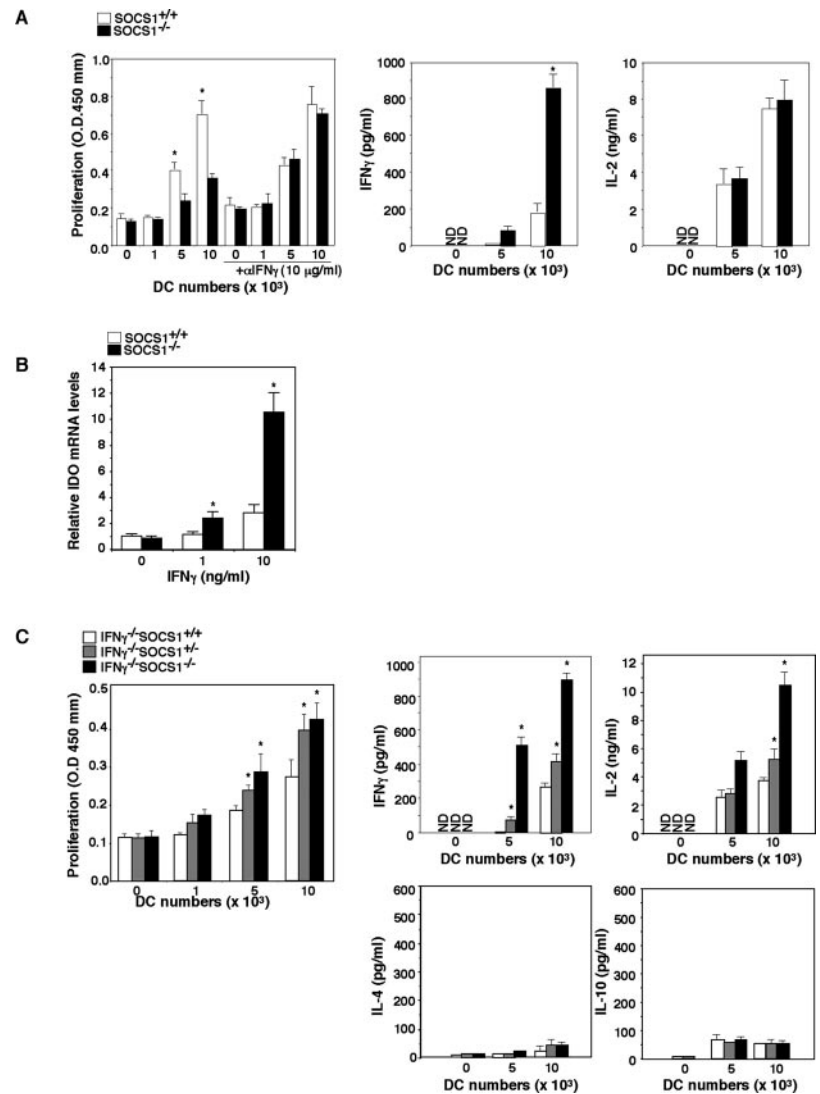 A
SOCS1+/+
SOCS1-/-
Proliferation (O.D.450 mm)
1.0
0.8
0.6
0.4
0.2
0.0
*
*
0 1 5 10 0 1 5 10
+αIFNγ (10 μg/ml)
DC numbers (x 10³)
IFNγ (pg/ml)
1000
800
600
400
200
0
*
ND
ND
0 5 10
DC numbers (x 10³)
IL-2 (ng/ml)
10
8
6
4
2
0
ND
ND
0 5 10
DC numbers (x 10³)
B
SOCS1+/+
SOCS1-/-
Relative IDO mRNA levels
14
12
10
8
6
4
2
0
*
*
0 1 10
IFNγ (ng/ml)
C
IFNγ-/-SOCS1+/+
IFNγ-/-SOCS1+/-
IFNγ-/-SOCS1-/-
Proliferation (O.D 450 mm)
0.5
0.4
0.2
0.1
0.0
* *
* *
0 1 5 10
DC numbers (x 10³)
IFNγ (pg/ml)
1000
800
600
400
200
0
*
*
*
*
ND
ND
ND
0 5 10
DC numbers (x 10³)
IL-2 (ng/ml)
12
10
8
6
4
2
0
*
*
ND
ND
ND
0 5 10
DC numbers (x 10³)
IL-4 (pg/ml)
600
500
400
300
200
100
0
0 5 10
DC numbers (x 10³)
IL-10 (pg/ml)
600
500
400
300
200
100
0
0 5 10
DC numbers (x 10³)